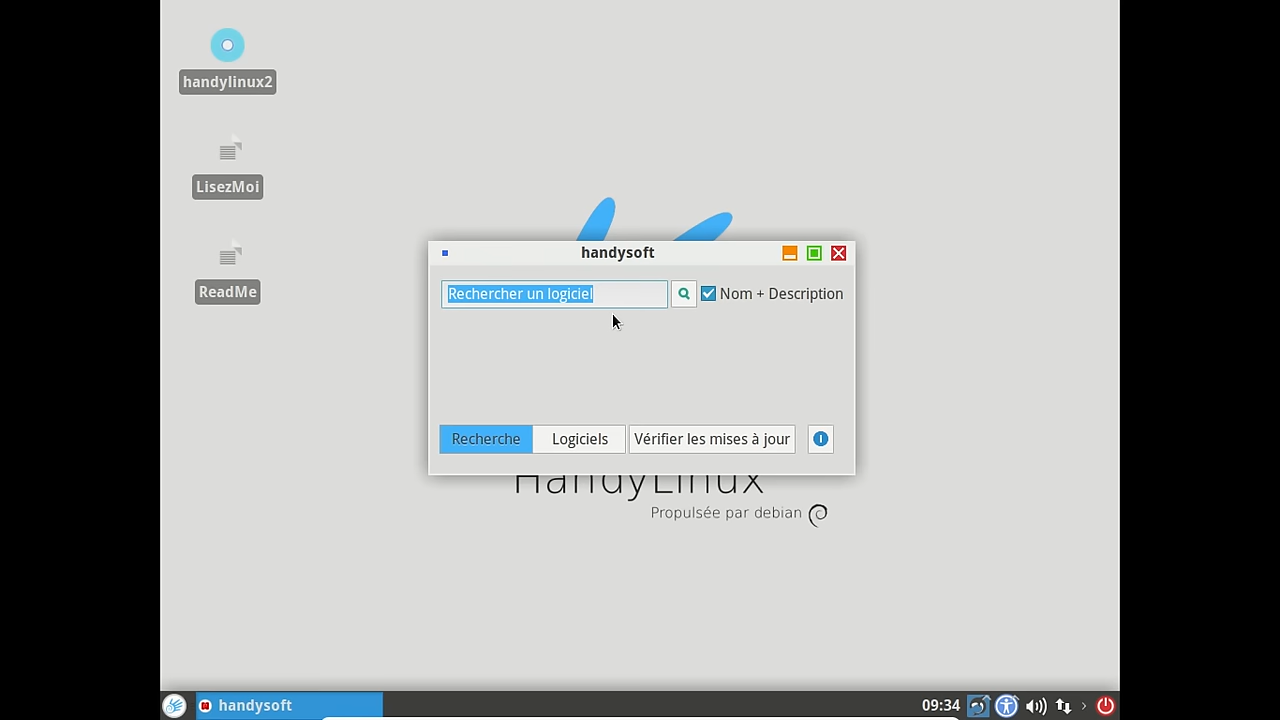 handylinux2
LisezMoi
ReadMe
handysoft
Rechercher un logiciel
Nom + Description
Recherche
Logiciels
Vérifier les mises à jour
HandyLinux
Propulsée par debian
handysoft
09:34